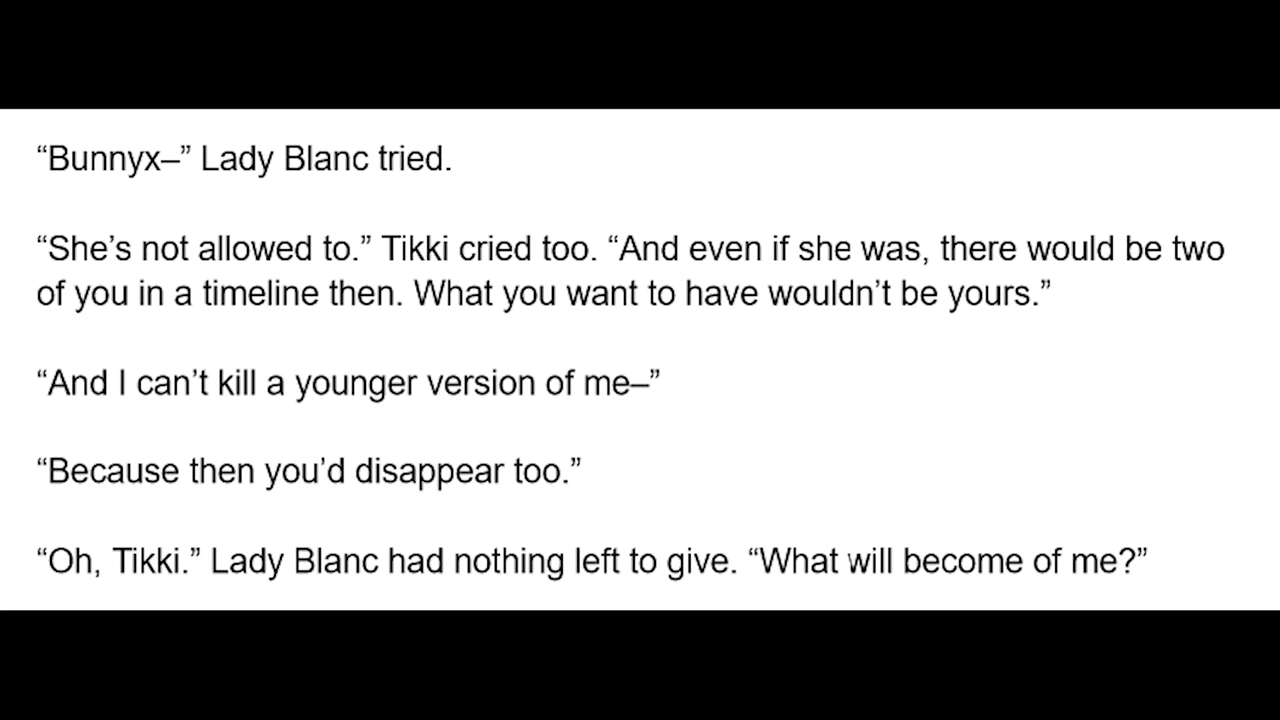 “Bunnyx–” Lady Blanc tried.
“She’s not allowed to.” Tikki cried too. “And even if she was, there would be two
of you in a timeline then. What you want to have wouldn’t be yours.”
“And I can’t kill a younger version of me–”
“Because then you’d disappear too.”
“Oh, Tikki.” Lady Blanc had nothing left to give. “What will become of me?”